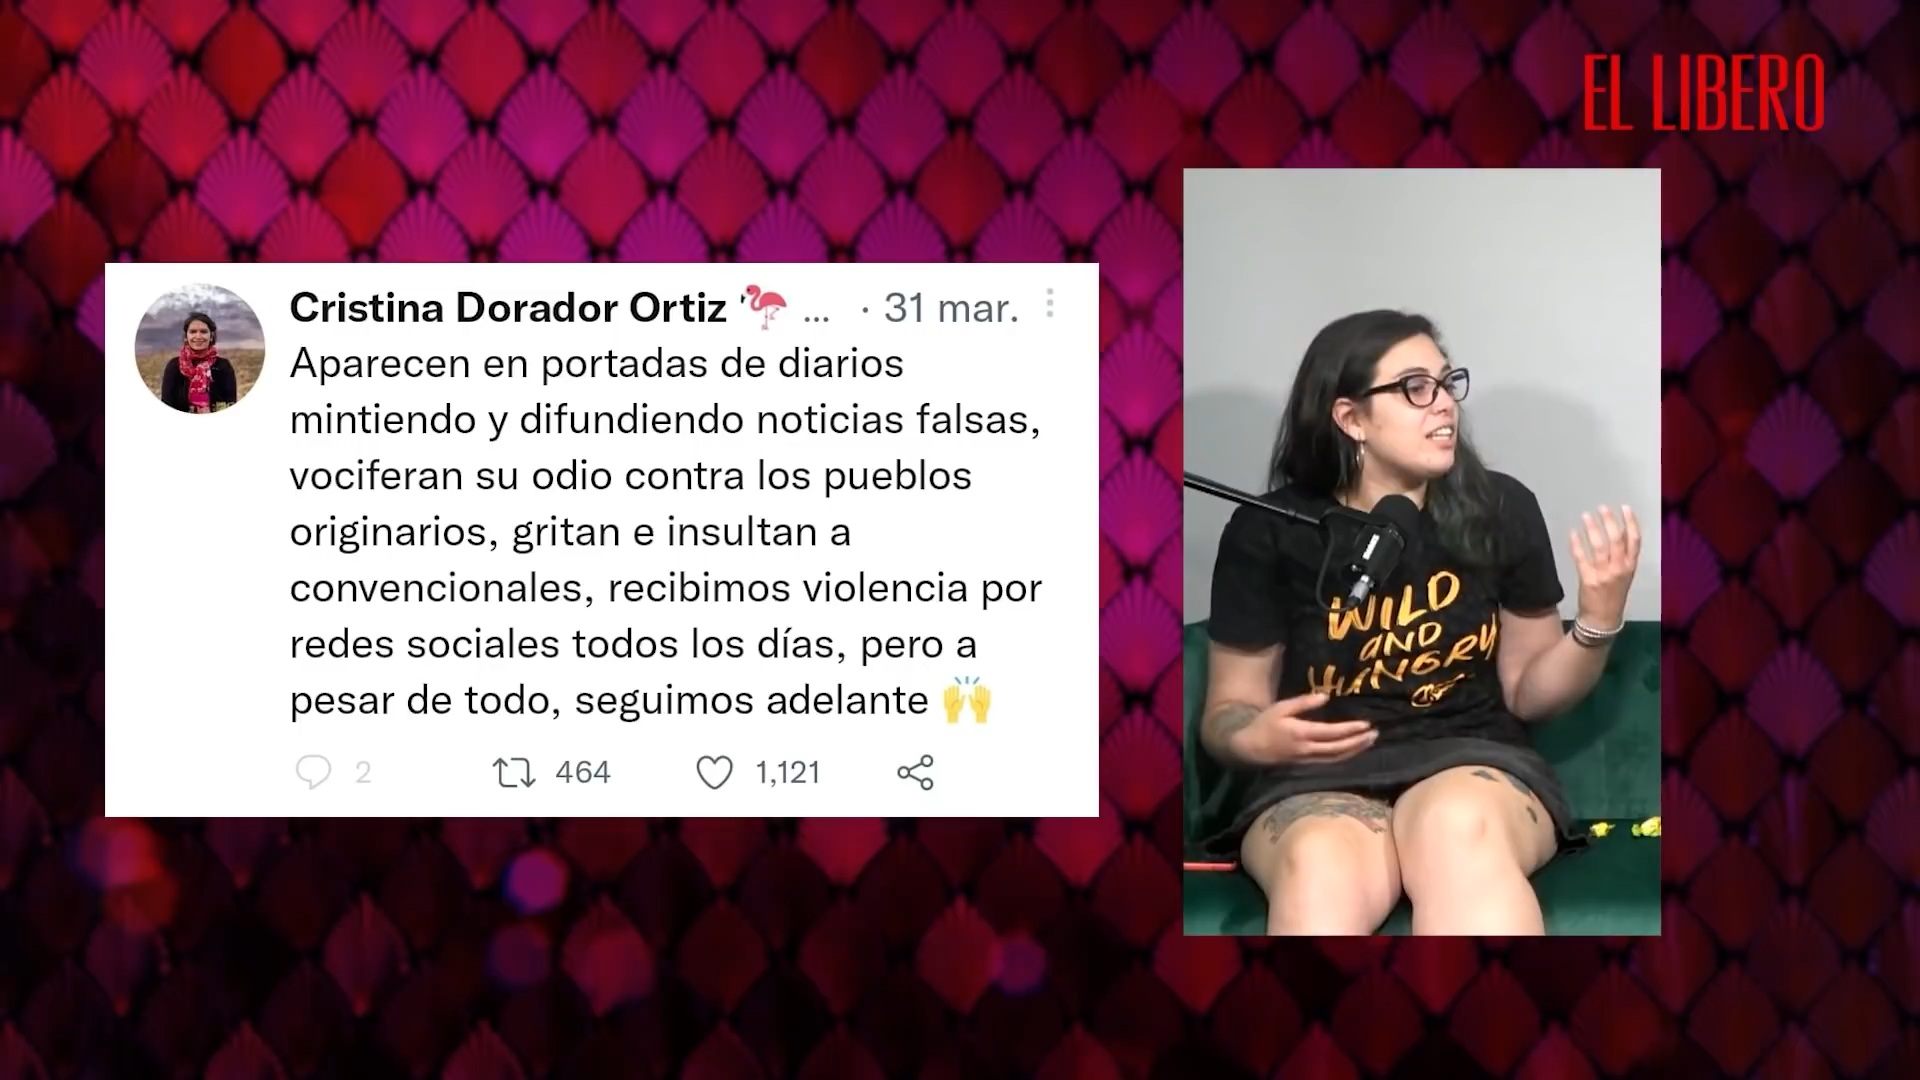 EL LIBERO
Cristina Dorador Ortiz 🦩 ... · 31 mar.
Aparecen en portadas de diarios
mintiendo y difundiendo noticias falsas,
vociferan su odio contra los pueblos
originarios, gritan e insultan a
convencionales, recibimos violencia por
redes sociales todos los días, pero a
pesar de todo, seguimos adelante 🙌
2 464 1,121
WILD
AND
HUNGRY